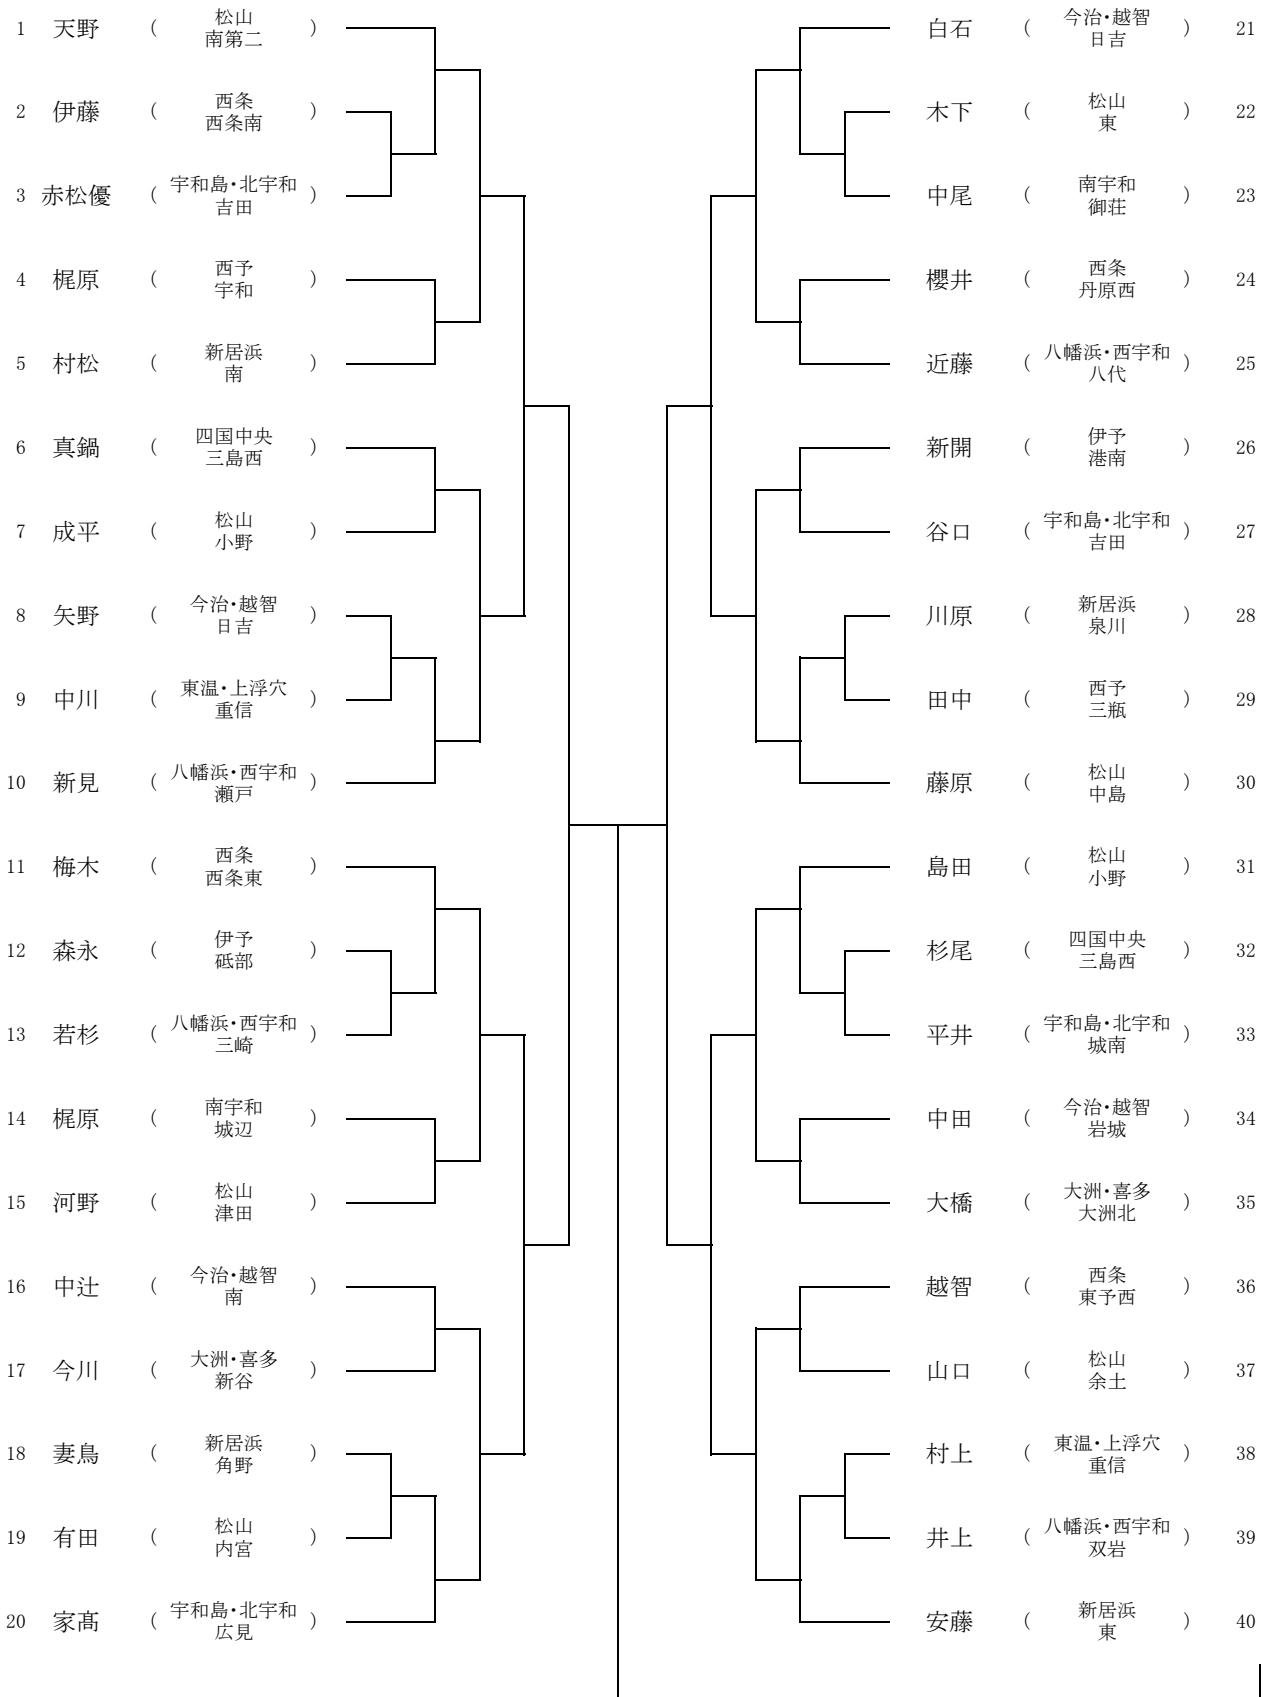 1 天野 ( 松山 南第二 )
2 伊藤 ( 西条 西条南 )
3 赤松優 ( 宇和島・北宇和 吉田 )
4 梶原 ( 西予 宇和 )
5 村松 ( 新居浜 南 )
6 真鍋 ( 四国中央 三島西 )
7 成平 ( 松山 小野 )
8 矢野 ( 今治・越智 日吉 )
9 中川 ( 東温・上浮穴 重信 )
10 新見 ( 八幡浜・西宇和 瀬戸 )
11 梅木 ( 西条 西条東 )
12 森永 ( 伊予 砥部 )
13 若杉 ( 八幡浜・西宇和 三崎 )
14 梶原 ( 南宇和 城辺 )
15 河野 ( 松山 津田 )
16 中辻 ( 今治・越智 南 )
17 今川 ( 大洲・喜多 新谷 )
18 妻鳥 ( 新居浜 角野 )
19 有田 ( 松山 内宮 )
20 家髙 ( 宇和島・北宇和 広見 )
白石 ( 今治・越智 日吉 ) 21
木下 ( 松山 東 ) 22
中尾 ( 南宇和 御荘 ) 23
櫻井 ( 西条 丹原西 ) 24
近藤 ( 八幡浜・西宇和 八代 ) 25
新開 ( 伊予 港南 ) 26
谷口 ( 宇和島・北宇和 吉田 ) 27
川原 ( 新居浜 泉川 ) 28
田中 ( 西予 三瓶 ) 29
藤原 ( 松山 中島 ) 30
島田 ( 松山 小野 ) 31
杉尾 ( 四国中央 三島西 ) 32
平井 ( 宇和島・北宇和 城南 ) 33
中田 ( 今治・越智 岩城 ) 34
大橋 ( 大洲・喜多 大洲北 ) 35
越智 ( 西条 東予西 ) 36
山口 ( 松山 余土 ) 37
村上 ( 東温・上浮穴 重信 ) 38
井上 ( 八幡浜・西宇和 双岩 ) 39
安藤 ( 新居浜 東 ) 40